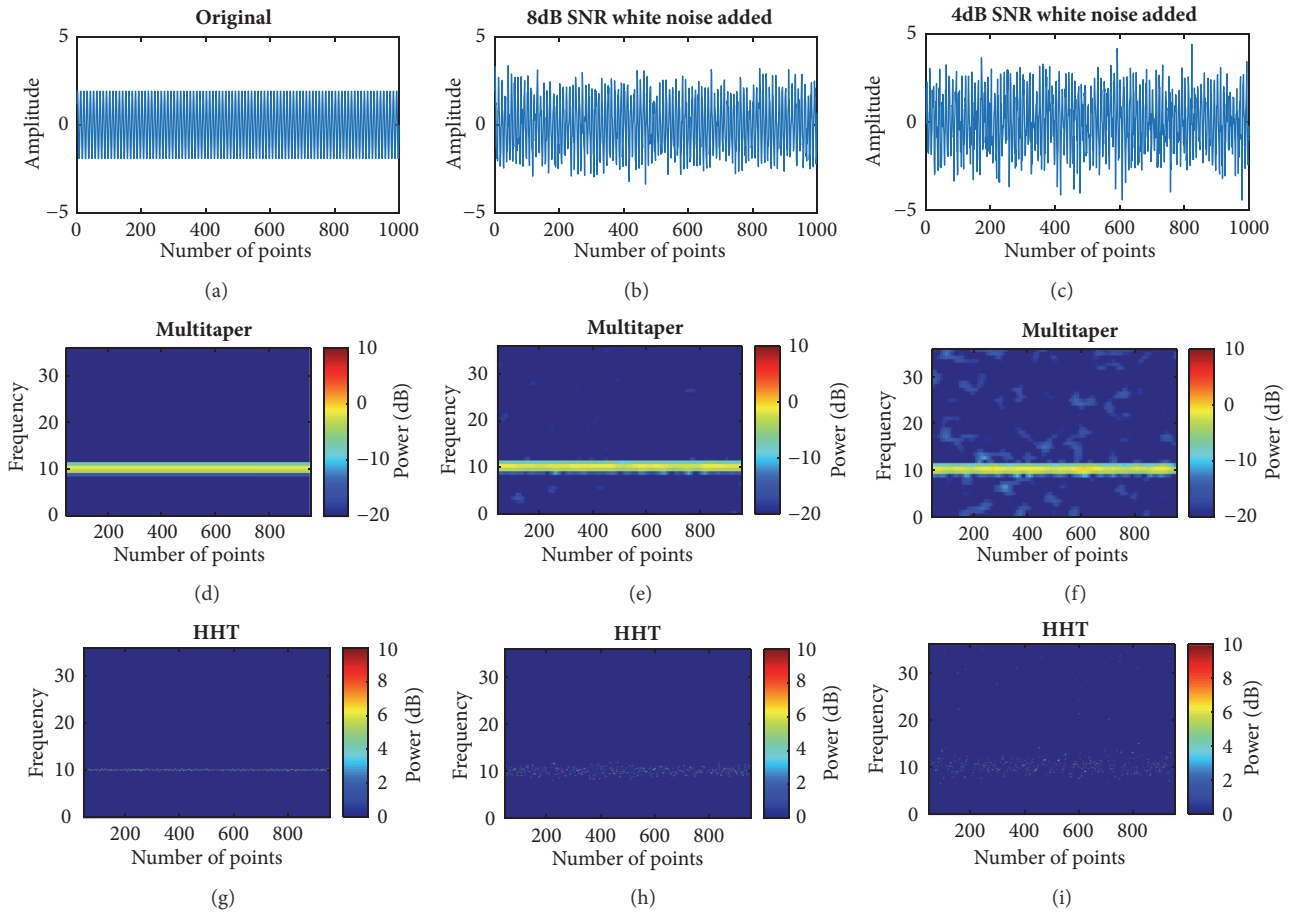 Original
8dB SNR white noise added
4dB SNR white noise added
5
0
−5
Amplitude
0 200 400 600 800 1000
Number of points
(a)
5
0
−5
Amplitude
0 200 400 600 800 1000
Number of points
(b)
5
0
−5
Amplitude
0 200 400 600 800 1000
Number of points
(c)
Multitaper
30
20
10
0
Frequency
200 400 600 800
Number of points
10
0
−10
−20
Power (dB)
(d)
Multitaper
30
20
10
0
Frequency
200 400 600 800
Number of points
10
0
−10
−20
Power (dB)
(e)
Multitaper
30
20
10
0
Frequency
200 400 600 800
Number of points
10
0
−10
−20
Power (dB)
(f)
HHT
30
20
10
0
Frequency
200 400 600 800
Number of points
10
8
6
4
2
0
Power (dB)
(g)
HHT
30
20
10
0
Frequency
200 400 600 800
Number of points
10
8
6
4
2
0
Power (dB)
(h)
HHT
30
20
10
0
Frequency
200 400 600 800
Number of points
10
8
6
4
2
0
Power (dB)
(i)